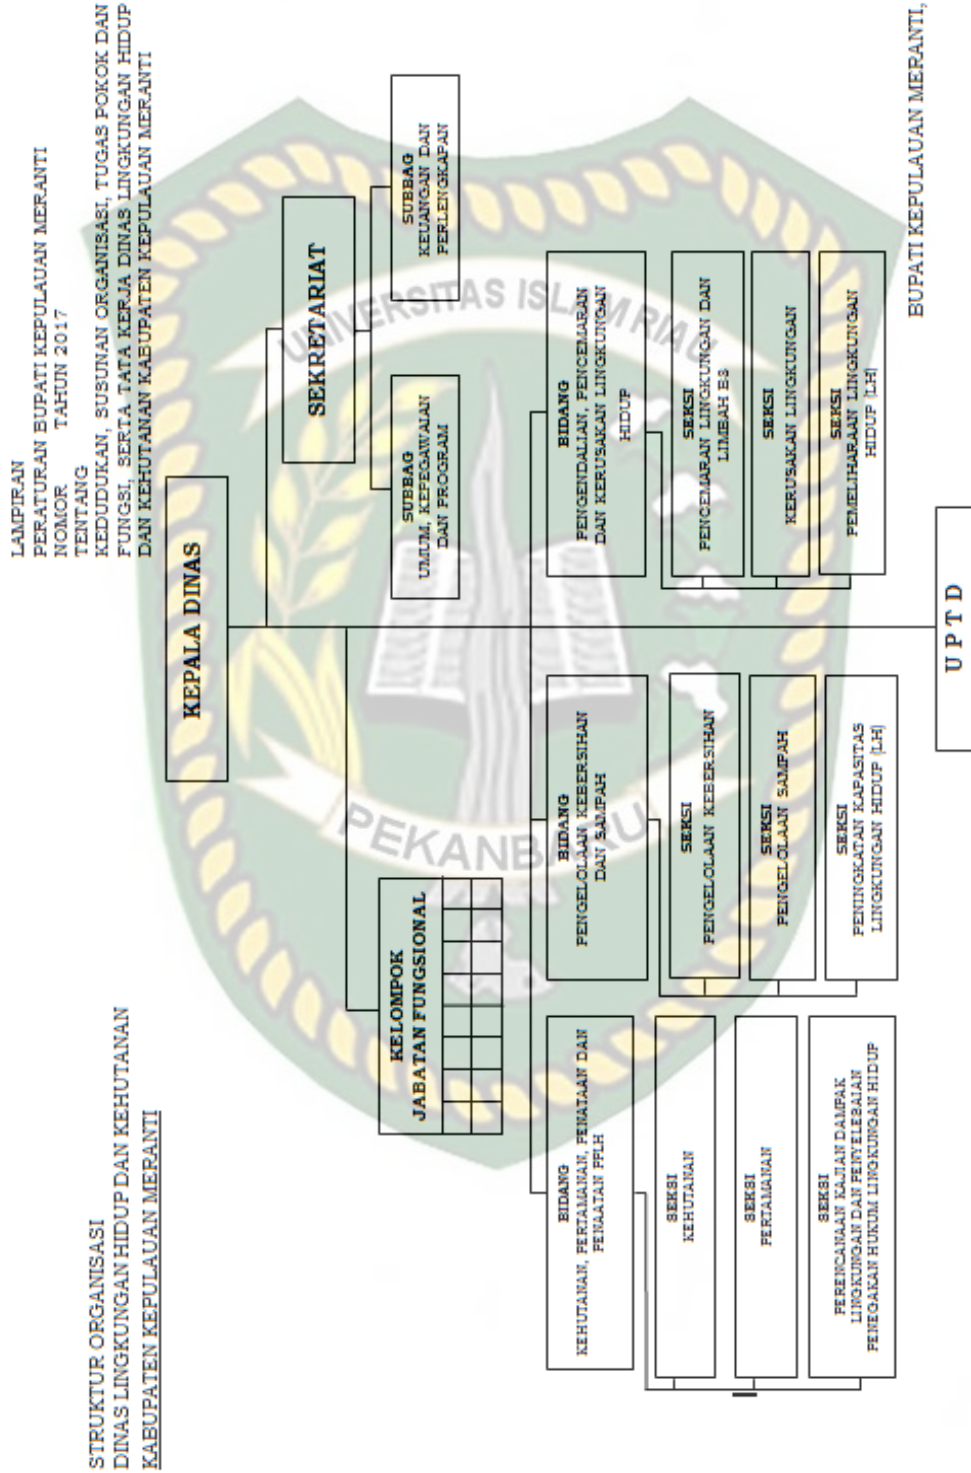 LAMPIRAN
PERATURAN BUPATI KEPULAUAN MERANTI
NOMOR TAHUN 2017
TENTANG
KEDUDUKAN, SUSUNAN ORGANISASI, TUGAS POKOK DAN
FUNGSI, SERTA TATA KERJA DINAS LINGKUNGAN HIDUP
DAN KEHUTANAN KABUPATEN KEPULAUAN MERANTI
STRUKTUR ORGANISASI
DINAS LINGKUNGAN HIDUP DAN KEHUTANAN
KABUPATEN KEPULAUAN MERANTI
KEPALA DINAS
SEKRETARIAT
KELOMPOK
JABATAN FUNGSIONAL
SUBBAG
UMUM, KEPEGAWAIAN
DAN PROGRAM
SUBBAG
KEUANGAN DAN
PERLENGKAPAN
BIDANG
KEHUTANAN, PERTAMANAN, PENATAAN DAN
PENAATAN PPLH
SEKSI
KEHUTANAN
SEKSI
PERTAMANAN
SEKSI
PERENCANAAN KAJIAN DAMPAK
LINGKUNGAN DAN PENYELEBAIAN
PENEGAKAN HUKUM LINGKUNGAN HIDUP
BIDANG
PENGELOLAAN KEBERSIHAN
DAN SAMPAH
SEKSI
PENGELOLAAN KEBERSIHAN
SEKSI
PENGELOLAAN SAMPAH
SEKSI
PENINGKATAN KAPASITAS
LINGKUNGAN HIDUP (LH)
BIDANG
PENGENDALIAN, PENCEMARAN
DAN KERUSAKAN LINGKUNGAN
HIDUP
SEKSI
PENCEMARAN LINGKUNGAN DAN
LIMBAH B3
SEKSI
KERUSAKAN LINGKUNGAN
SEKSI
PEMELIHARAAN LINGKUNGAN
HIDUP (LH)
U P T D
BUPATI KEPULAUAN MERANTI,
UNIVERSITAS ISLAM RIAU
PEKANBARU